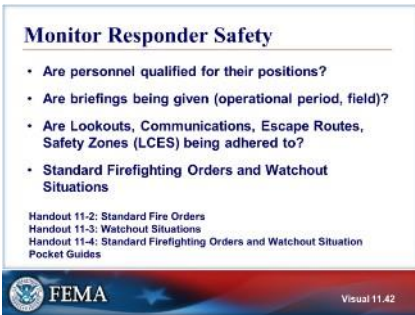 Monitor Responder Safety
• Are personnel qualified for their positions?
• Are briefings being given (operational period, field)?
• Are Lookouts, Communications, Escape Routes,
Safety Zones (LCES) being adhered to?
• Standard Firefighting Orders and Watchout
Situations
Handout 11-2: Standard Fire Orders
Handout 11-3: Watchout Situations
Handout 11-4: Standard Firefighting Orders and Watchout Situation
Pocket Guides
FEMA
Visual 11.42